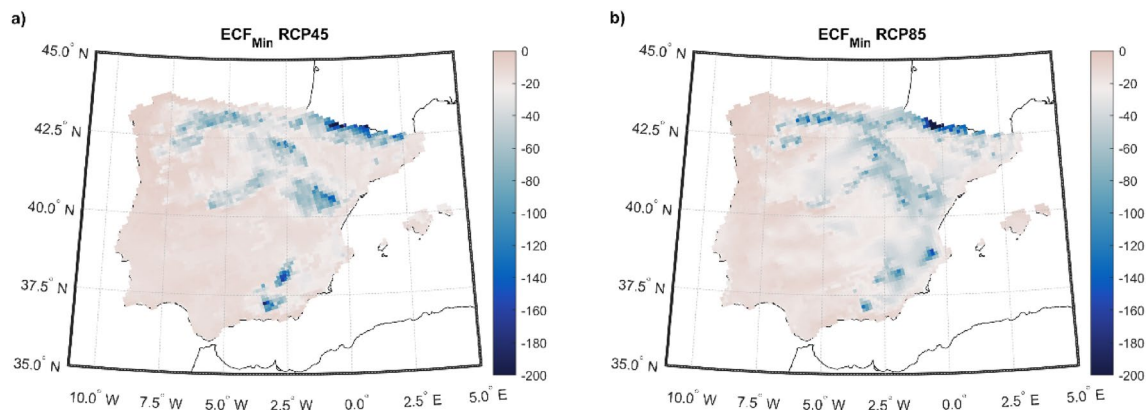 a)
ECF_Min RCP45
45.0° N
42.5° N
40.0° N
37.5° N
35.0° N
10.0° W
7.5° W
5.0° W
2.5° W
0.0°
2.5° E
5.0° E
0
-20
-40
-60
-80
-100
-120
-140
-160
-180
-200
b)
ECF_Min RCP85
45.0° N
42.5° N
40.0° N
37.5° N
35.0° N
10.0° W
7.5° W
5.0° W
2.5° W
0.0°
2.5° E
5.0° E
0
-20
-40
-60
-80
-100
-120
-140
-160
-180
-200